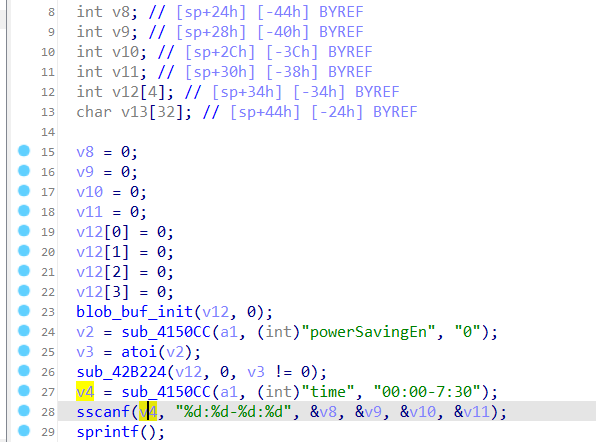 8 int v8; // [sp+24h] [-44h] BYREF
9 int v9; // [sp+28h] [-40h] BYREF
10 int v10; // [sp+2Ch] [-3Ch] BYREF
11 int v11; // [sp+30h] [-38h] BYREF
12 int v12[4]; // [sp+34h] [-34h] BYREF
13 char v13[32]; // [sp+44h] [-24h] BYREF
14
15 v8 = 0;
16 v9 = 0;
17 v10 = 0;
18 v11 = 0;
19 v12[0] = 0;
20 v12[1] = 0;
21 v12[2] = 0;
22 v12[3] = 0;
23 blob_buf_init(v12, 0);
24 v2 = sub_4150CC(a1, (int)"powerSavingEn", "0");
25 v3 = atoi(v2);
26 sub_42B224(v12, 0, v3 != 0);
27 v4 = sub_4150CC(a1, (int)"time", "00:00-7:30");
28 sscanf(v4, "%d:%d-%d:%d", &v8, &v9, &v10, &v11);
29 sprintf();